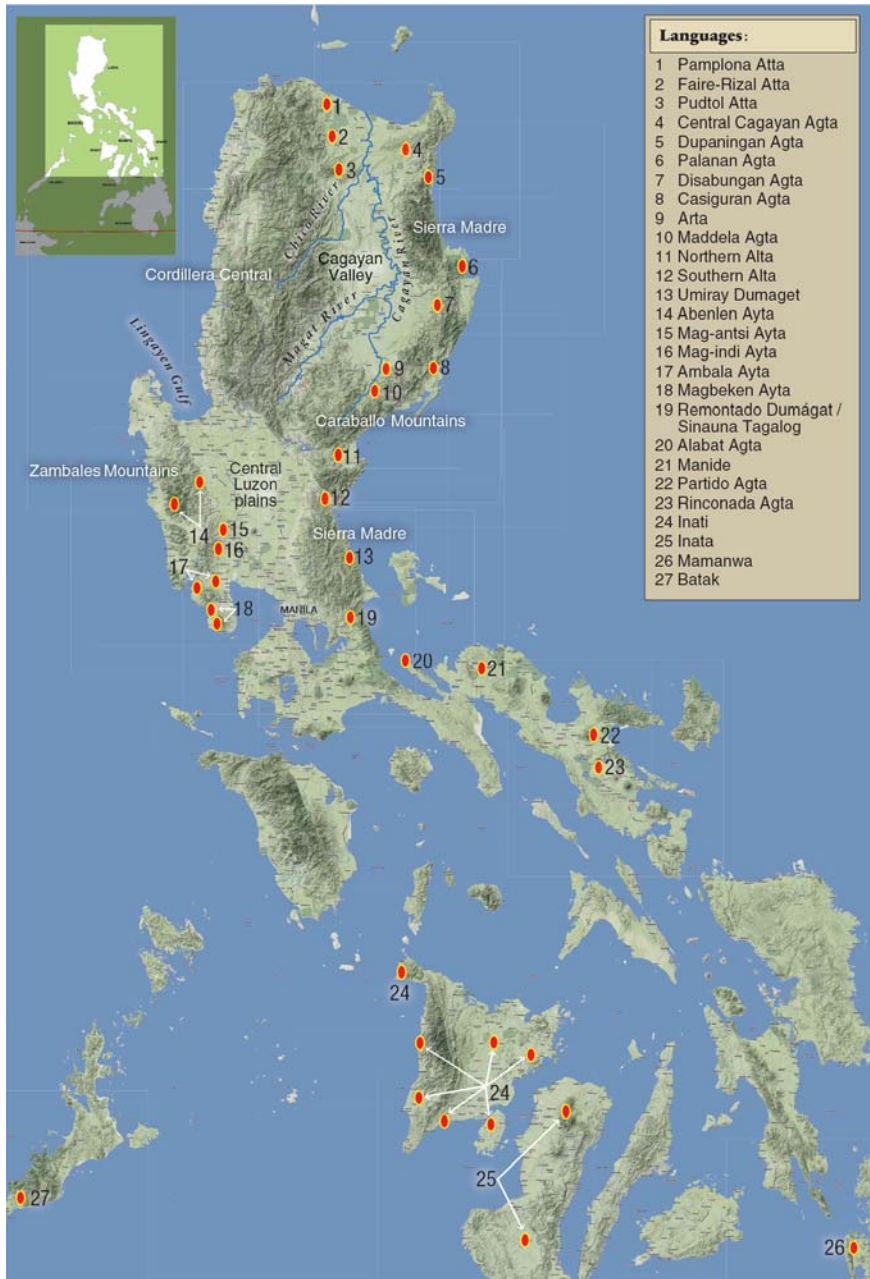 Languages:
1 Pamplona Atta
2 Faire-Rizal Atta
3 Pudtol Atta
4 Central Cagayan Agta
5 Dupaningan Agta
6 Palanan Agta
7 Disabungan Agta
8 Casiguran Agta
9 Arta
10 Maddela Agta
11 Northern Alta
12 Southern Alta
13 Umiray Dumaget
14 Abenlen Ayta
15 Mag-antsi Ayta
16 Mag-indi Ayta
17 Ambala Ayta
18 Magbeken Ayta
19 Remontado Dumágat /
Sinauna Tagalog
20 Alabat Agta
21 Manide
22 Partido Agta
23 Rinconada Agta
24 Inati
25 Inata
26 Mamanwa
27 Batak
1
2
3
4
5
Chico River
Sierra Madre
Cagayan River
Cagayan
Valley
Cordillera Central
6
7
Magat River
Lingayen Gulf
9
8
10
Caraballo Mountains
11
Zambales Mountains
Central
Luzon
plains
12
14
15
Sierra Madre
16
13
17
18
MANILA
19
20
21
22
23
24
24
25
27
26